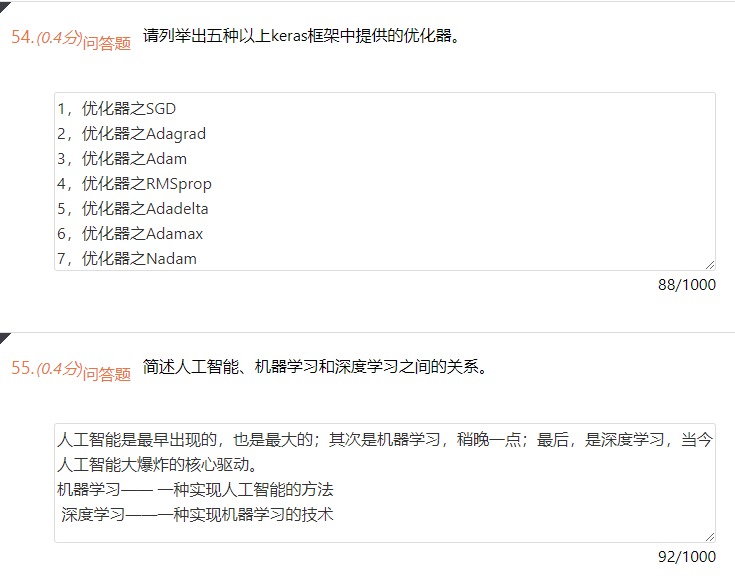 54.(0.4分)问答题 请列举出五种以上keras框架中提供的优化器。
1，优化器之SGD
2，优化器之Adagrad
3，优化器之Adam
4，优化器之RMSprop
5，优化器之Adadelta
6，优化器之Adamax
7，优化器之Nadam
88/1000
55.(0.4分)问答题 简述人工智能、机器学习和深度学习之间的关系。
人工智能是最早出现的，也是最大的；其次是机器学习，稍晚一点；最后，是深度学习，当今
人工智能大爆炸的核心驱动。
机器学习—— 一种实现人工智能的方法
深度学习——一种实现机器学习的技术
92/1000